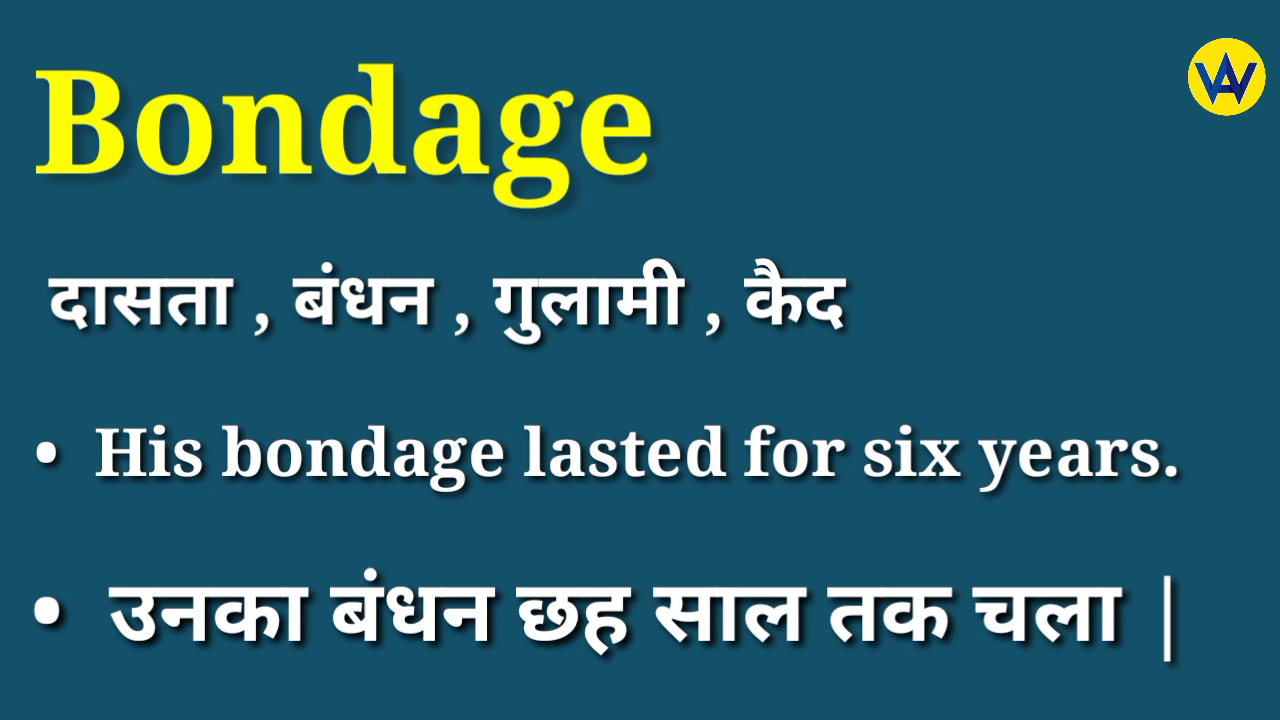 Bondage
दासता , बंधन , गुलामी , कैद
• His bondage lasted for six years.
• उनका बंधन छह साल तक चला |